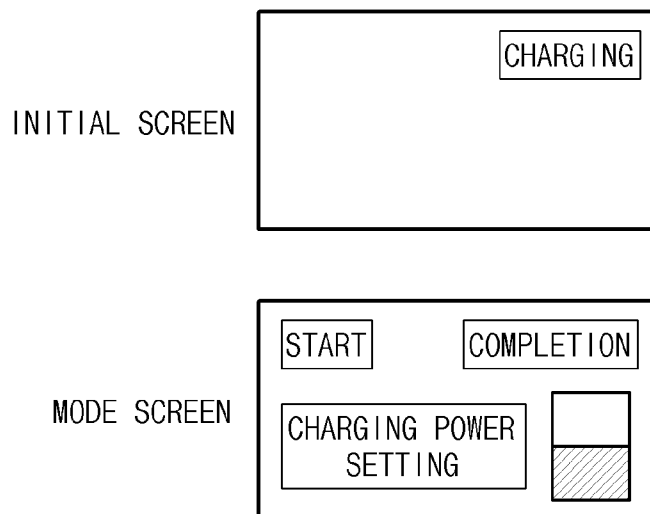 CHARGING
INITIAL SCREEN
START
COMPLETION
MODE SCREEN
CHARGING POWER
SETTING